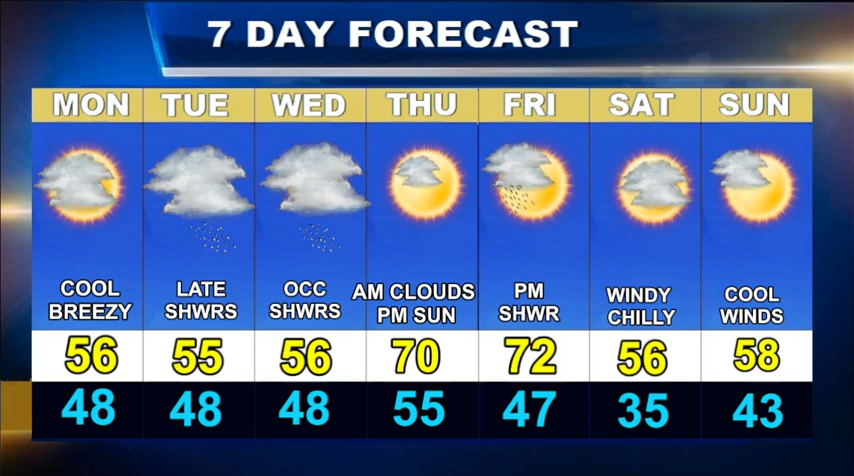 7 DAY FORECAST
MON TUE WED THU FRI SAT SUN
COOL BREEZY
LATE SHWRS
OCC SHWRS
AM CLOUDS PM SUN
PM SHWR
WINDY CHILLY
COOL WINDS
56 55 56 70 72 56 58
48 48 48 55 47 35 43